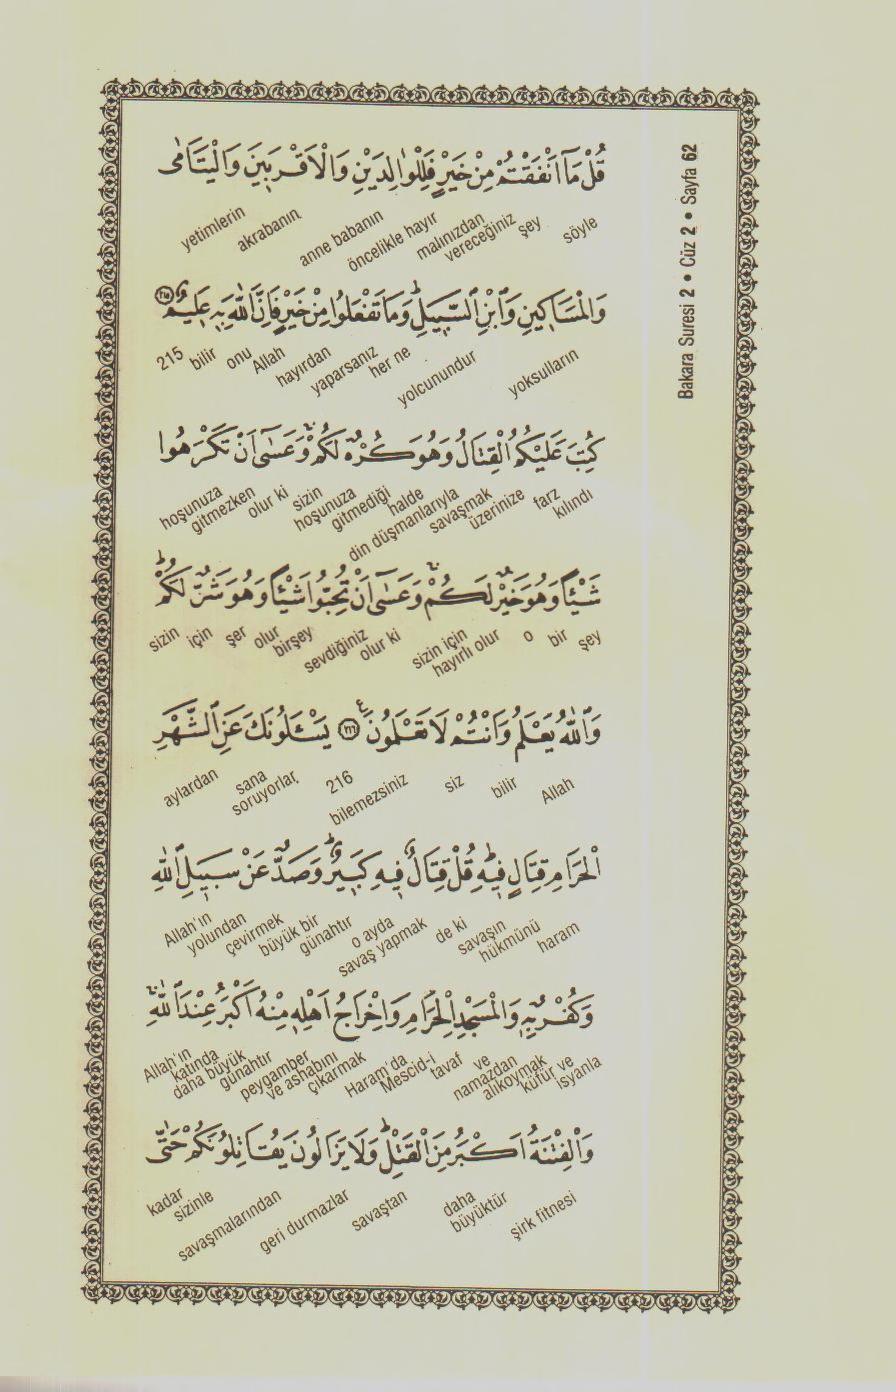 Bakara Suresi 2 • Cüz 2 • Sayfa 62
قُلْ مَٓا اَنْفَقْتُمْ مِنْ خَيْرٍ فَلِلْوَالِدَيْنِ وَالْاَقْرَب۪ينَ وَالْيَتَامٰى
söyle şey vereceğiniz malınızdan öncelikle hayır anne babanın akrabanın, yetimlerin
وَالْمَسَاك۪ينِ وَابْنِ السَّب۪يلِۜ وَمَا تَفْعَلُوا مِنْ خَيْرٍ فَاِنَّ اللّٰهَ بِه۪ عَل۪يمٌ ﴿٢١٥﴾
yoksulların yolcunundur her ne yaparsanız hayırdan Allah onu bilir 215
كُتِبَ عَلَيْكُمُ الْقِتَالُ وَهُوَ كُرْهٌ لَكُمْۚ وَعَسٰٓى اَنْ تَكْرَهُوا
farz kılındı üzerinize savaşmak din düşmanlarıyla halde gitmediği hoşunuza sizin olur ki gitmezken hoşunuza
شَيْـًٔا وَهُوَ خَيْرٌ لَكُمْۚ وَعَسٰٓى اَنْ تُحِبُّوا شَيْـًٔا وَهُوَ شَرٌّ لَكُمْۜ
şey bir o hayırlı olur sizin için olur ki sevdiğiniz birşey olur şer için sizin
وَاللّٰهُ يَعْلَمُ وَاَنْتُمْ لَا تَعْلَمُونَ ﴿٢١٦﴾ ع يَسْـَٔلُونَكَ عَنِ الشَّهْرِ
Allah bilir siz bilemezsiniz 216 sana soruyorlar, aylardan
الْحَرَامِ قِتَالٍ ف۪يهِۜ قُلْ قِتَالٌ ف۪يهِ كَب۪يرٌۜ وَصَدٌّ عَنْ سَب۪يلِ اللّٰهِ
haram hükmünü savaşın de ki o ayda savaş yapmak günahtır büyük bir çevirmek yolundan Allah'ın
وَكُفْرٌ بِه۪ وَالْمَسْجِدِ الْحَرَامِ وَاِخْرَاجُ اَهْلِه۪ مِنْهُ اَكْبَرُ عِنْدَ اللّٰهِۚ
küfür ve isyanla ve namazdan alıkoymak tavaf Mescid-i Haram'da çıkarmak ve ashabını peygamber günahtır daha büyük katında Allah'ın
وَالْفِتْنَةُ اَكْبَرُ مِنَ الْقَتْلِۜ وَلَا يَزَالُونَ يُقَاتِلُونَكُمْ حَتّٰى
şirk fitnesi daha büyüktür savaştan geri durmazlar savaşmalarından sizinle kadar